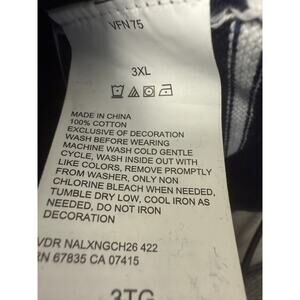 VFN75
3XL
MADE IN CHINA
100% COTTON
EXCLUSIVE OF DECORATION
WASH BEFORE WEARING
MACHINE WASH COLD GENTLE
CYCLE, WASH INSIDE OUT WITH
LIKE COLORS, REMOVE PROMPTLY
FROM WASHER, ONLY NON
CHLORINE BLEACH WHEN NEEDED,
TUMBLE DRY LOW, COOL IRON AS
NEEDED, DO NOT IRON
DECORATION
VDR NALXNGCH26 422
RN 67835 CA 07415
3TG